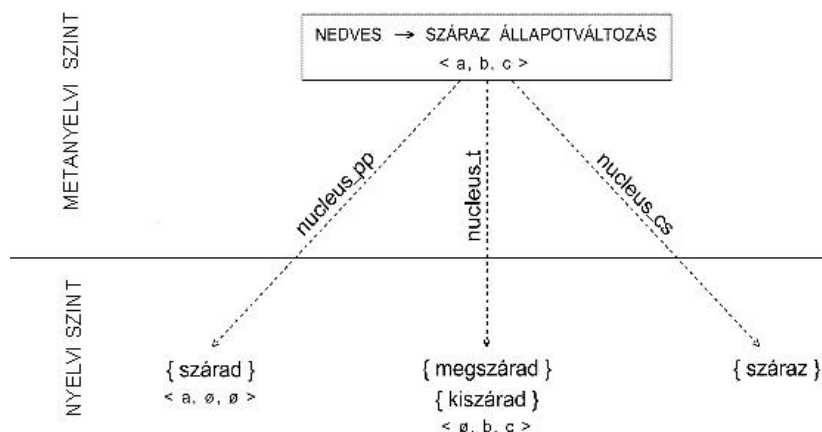 METANYELVI SZINT
NEDVES → SZÁRAZ ÁLLAPOTVÁLTOZÁS
< a, b, c >
nucleus_pp
nucleus_t
nucleus_cs
NYELVI SZINT
{ szárad }
< a, ø, ø >
{ megszárad }
{ kiszárad }
< ø, b, c >
{ száraz }